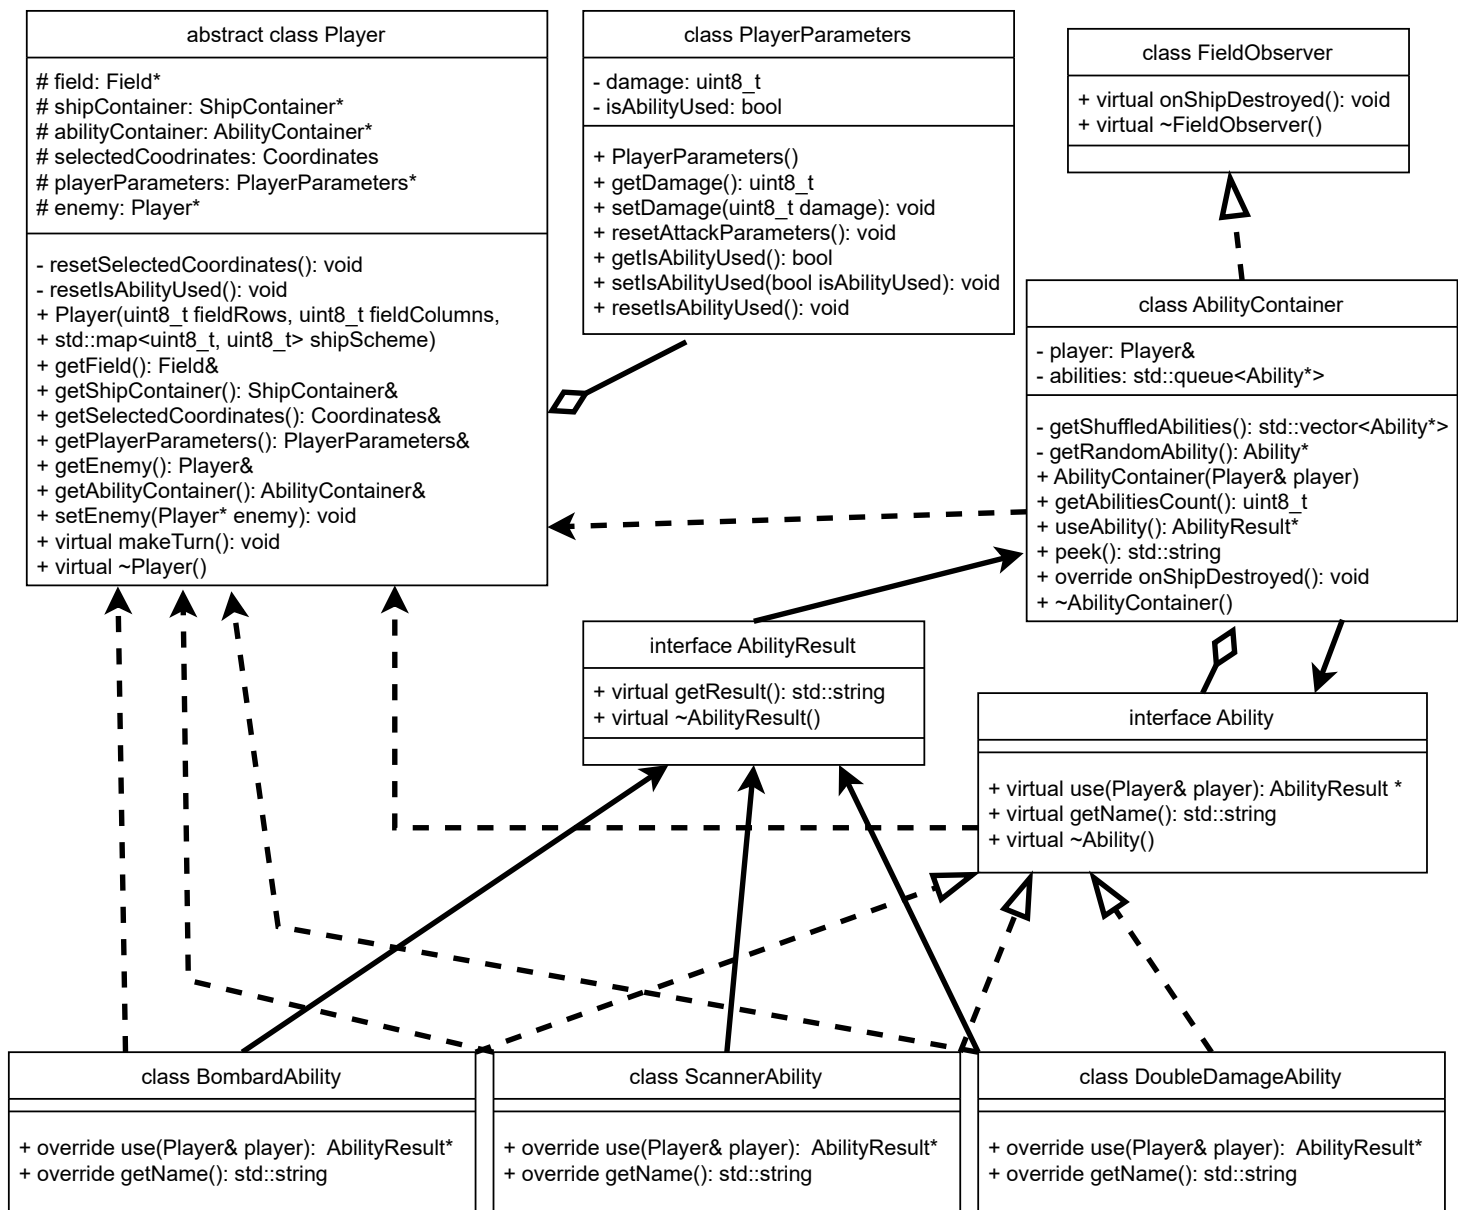 abstract class Player
# field: Field*
# shipContainer: ShipContainer*
# abilityContainer: AbilityContainer*
# selectedCoodrinates: Coordinates
# playerParameters: PlayerParameters*
# enemy: Player*
- resetSelectedCoordinates(): void
- resetIsAbilityUsed(): void
+ Player(uint8_t fieldRows, uint8_t fieldColumns,
+ std::map<uint8_t, uint8_t> shipScheme)
+ getField(): Field&
+ getShipContainer(): ShipContainer&
+ getSelectedCoordinates(): Coordinates&
+ getPlayerParameters(): PlayerParameters&
+ getEnemy(): Player&
+ getAbilityContainer(): AbilityContainer&
+ setEnemy(Player* enemy): void
+ virtual makeTurn(): void
+ virtual ~Player()
class PlayerParameters
- damage: uint8_t
- isAbilityUsed: bool
+ PlayerParameters()
+ getDamage(): uint8_t
+ setDamage(uint8_t damage): void
+ resetAttackParameters(): void
+ getIsAbilityUsed(): bool
+ setIsAbilityUsed(bool isAbilityUsed): void
+ resetIsAbilityUsed(): void
class FieldObserver
+ virtual onShipDestroyed(): void
+ virtual ~FieldObserver()
class AbilityContainer
- player: Player&
- abilities: std::queue<Ability*>
- getShuffledAbilities(): std::vector<Ability*>
- getRandomAbility(): Ability*
+ AbilityContainer(Player& player)
+ getAbilitiesCount(): uint8_t
+ useAbility(): AbilityResult*
+ peek(): std::string
+ override onShipDestroyed(): void
+ ~AbilityContainer()
interface AbilityResult
+ virtual getResult(): std::string
+ virtual ~AbilityResult()
interface Ability
+ virtual use(Player& player): AbilityResult *
+ virtual getName(): std::string
+ virtual ~Ability()
class BombardAbility
+ override use(Player& player):  AbilityResult*
+ override getName(): std::string
class ScannerAbility
+ override use(Player& player):  AbilityResult*
+ override getName(): std::string
class DoubleDamageAbility
+ override use(Player& player):  AbilityResult*
+ override getName(): std::string